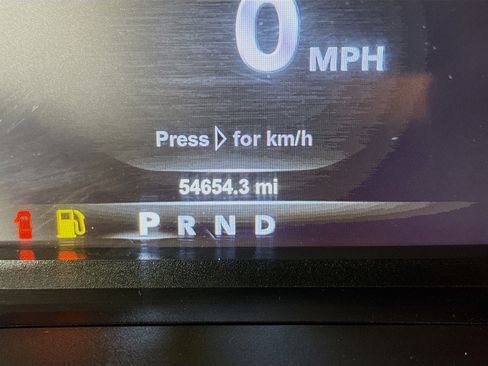 0 MPH
Press ▷ for km/h
54654.3 mi
P R N D